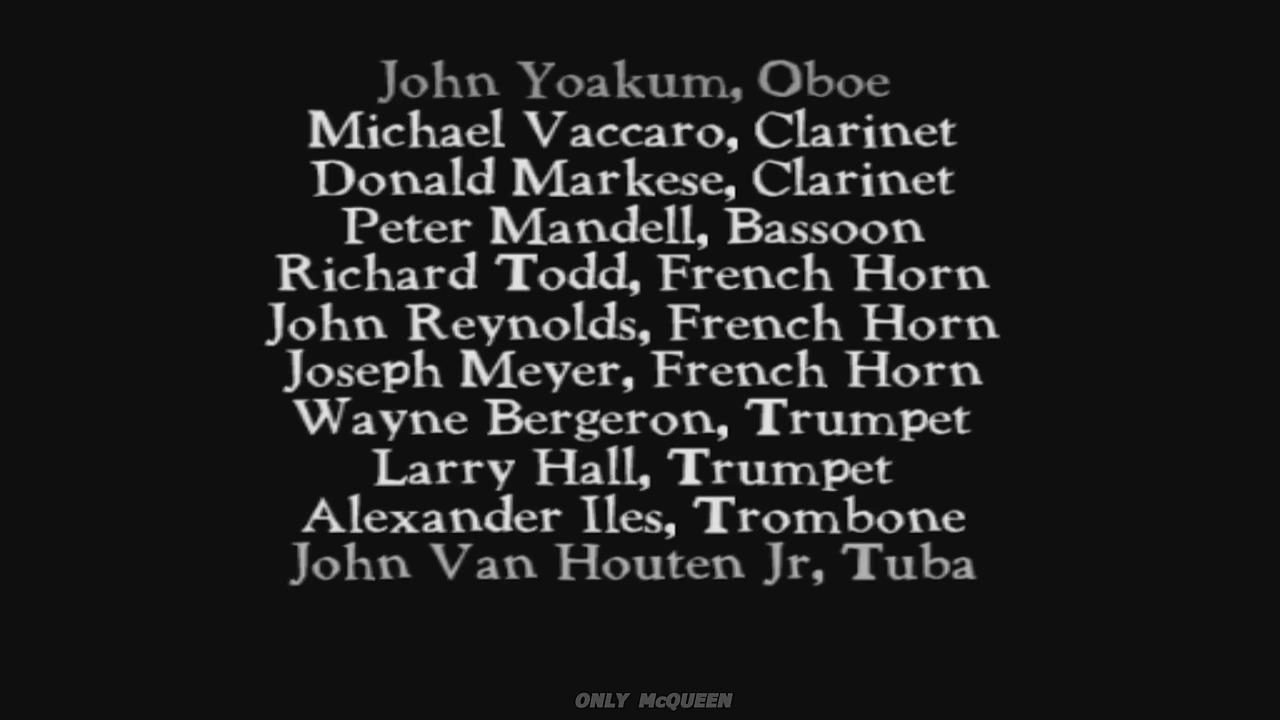 John Yoakum, Oboe
Michael Vaccaro, Clarinet
Donald Markese, Clarinet
Peter Mandell, Bassoon
Richard Todd, French Horn
John Reynolds, French Horn
Joseph Meyer, French Horn
Wayne Bergeron, Trumpet
Larry Hall, Trumpet
Alexander Iles, Trombone
John Van Houten Jr, Tuba
ONLY McQUEEN